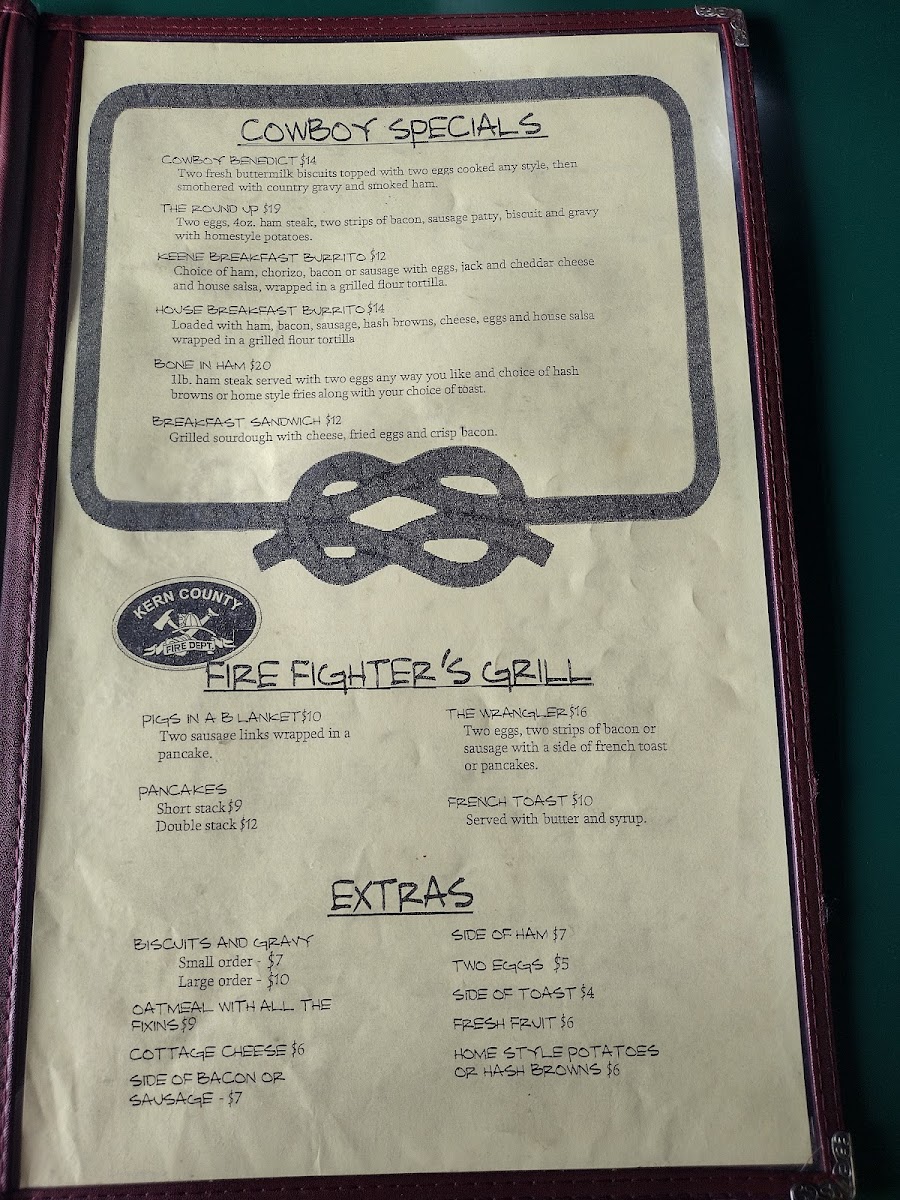 COWBOY SPECIALS
COWBOY BENEDICT $14
Two fresh buttermilk biscuits topped with two eggs cooked any style, then
smothered with country gravy and smoked ham.
THE ROUND UP $19
Two eggs, 4oz. ham steak, two strips of bacon, sausage patty, biscuit and gravy
with homestyle potatoes.
KEENE BREAKFAST BURRITO $12
Choice of ham, chorizo, bacon or sausage with eggs, jack and cheddar cheese
and house salsa, wrapped in a grilled flour tortilla.
HOUSE BREAKFAST BURRITO $14
Loaded with ham, bacon, sausage, hash browns, cheese, eggs and house salsa
wrapped in a grilled flour tortilla
BONE IN HAM $20
1lb. ham steak served with two eggs any way you like and choice of hash
browns or home style fries along with your choice of toast.
BREAKFAST SANDWICH $12
Grilled sourdough with cheese, fried eggs and crisp bacon.
KERN COUNTY
FIRE DEPT.
FIRE FIGHTER'S GRILL
PIGS IN A BLANKET $10
Two sausage links wrapped in a
pancake.
PANCAKES
Short stack $9
Double stack $12
THE WRANGLER $16
Two eggs, two strips of bacon or
sausage with a side of french toast
or pancakes.
FRENCH TOAST $10
Served with butter and syrup.
EXTRAS
BISCUITS AND GRAVY
Small order - $7
Large order - $10
OATMEAL WITH ALL THE
FIXINS $9
COTTAGE CHEESE $6
SIDE OF BACON OR
SAUSAGE - $7
SIDE OF HAM $7
TWO EGGS $5
SIDE OF TOAST $4
FRESH FRUIT $6
HOME STYLE POTATOES
OR HASH BROWNS $6